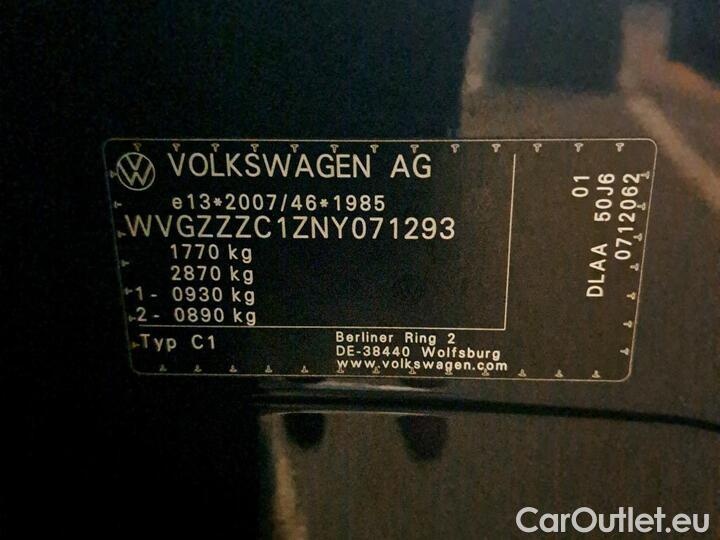 VOLKSWAGEN AG
e13*2007/46*1985
WVGZZZC1ZNY071293
1770 kg
2870 kg
1- 0930 kg
2- 0890 kg
Typ C1
Berliner Ring 2
DE-38440 Wolfsburg
www.volkswagen.com
01
DLAA 50J6
0712062
CarOutlet.eu